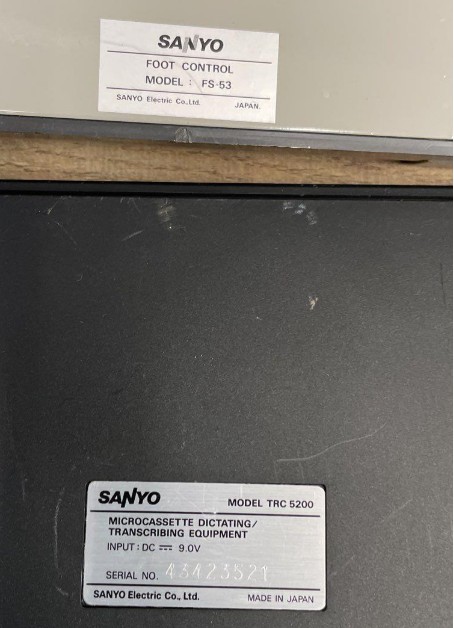 SANYO
FOOT CONTROL
MODEL : FS-53
SANYO Electric Co., Ltd. JAPAN.
SANYO MODEL TRC 5200
MICROCASSETTE DICTATING/
TRANSCRIBING EQUIPMENT
INPUT : DC ⎓ 9.0V
SERIAL NO. 43423521
SANYO Electric Co., Ltd. MADE IN JAPAN